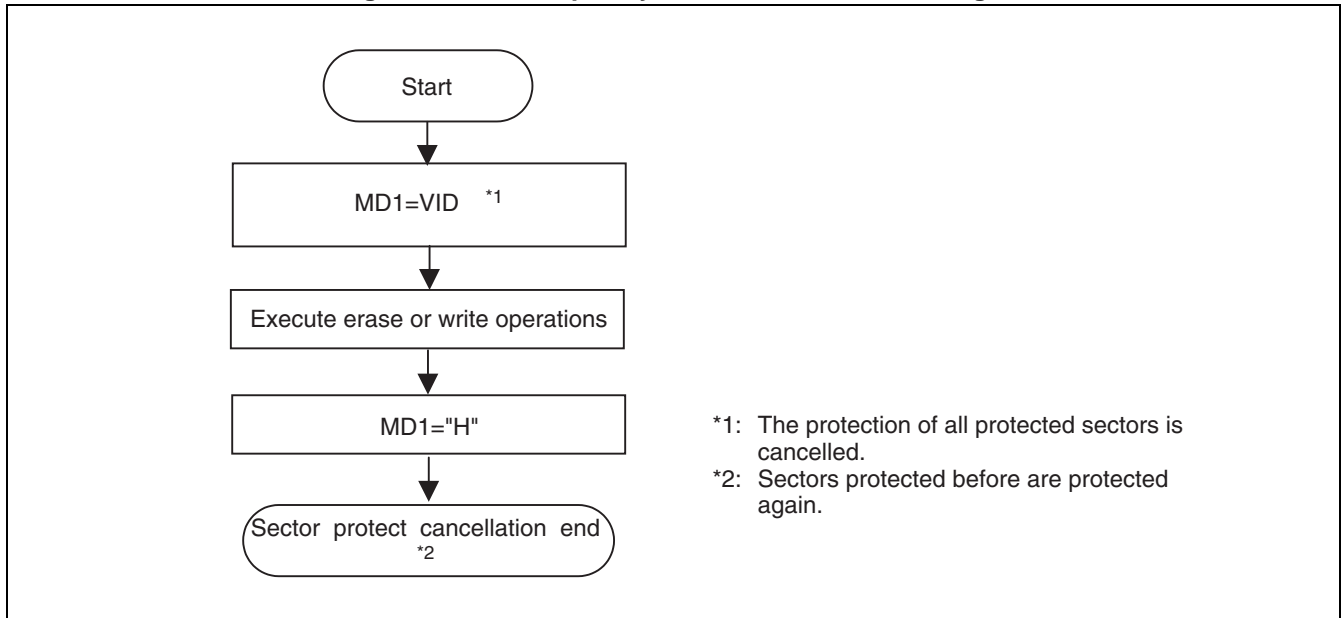 Start
MD1=VID *1
Execute erase or write operations
MD1="H"
Sector protect cancellation end
*2
*1: The protection of all protected sectors is
cancelled.
*2: Sectors protected before are protected
again.